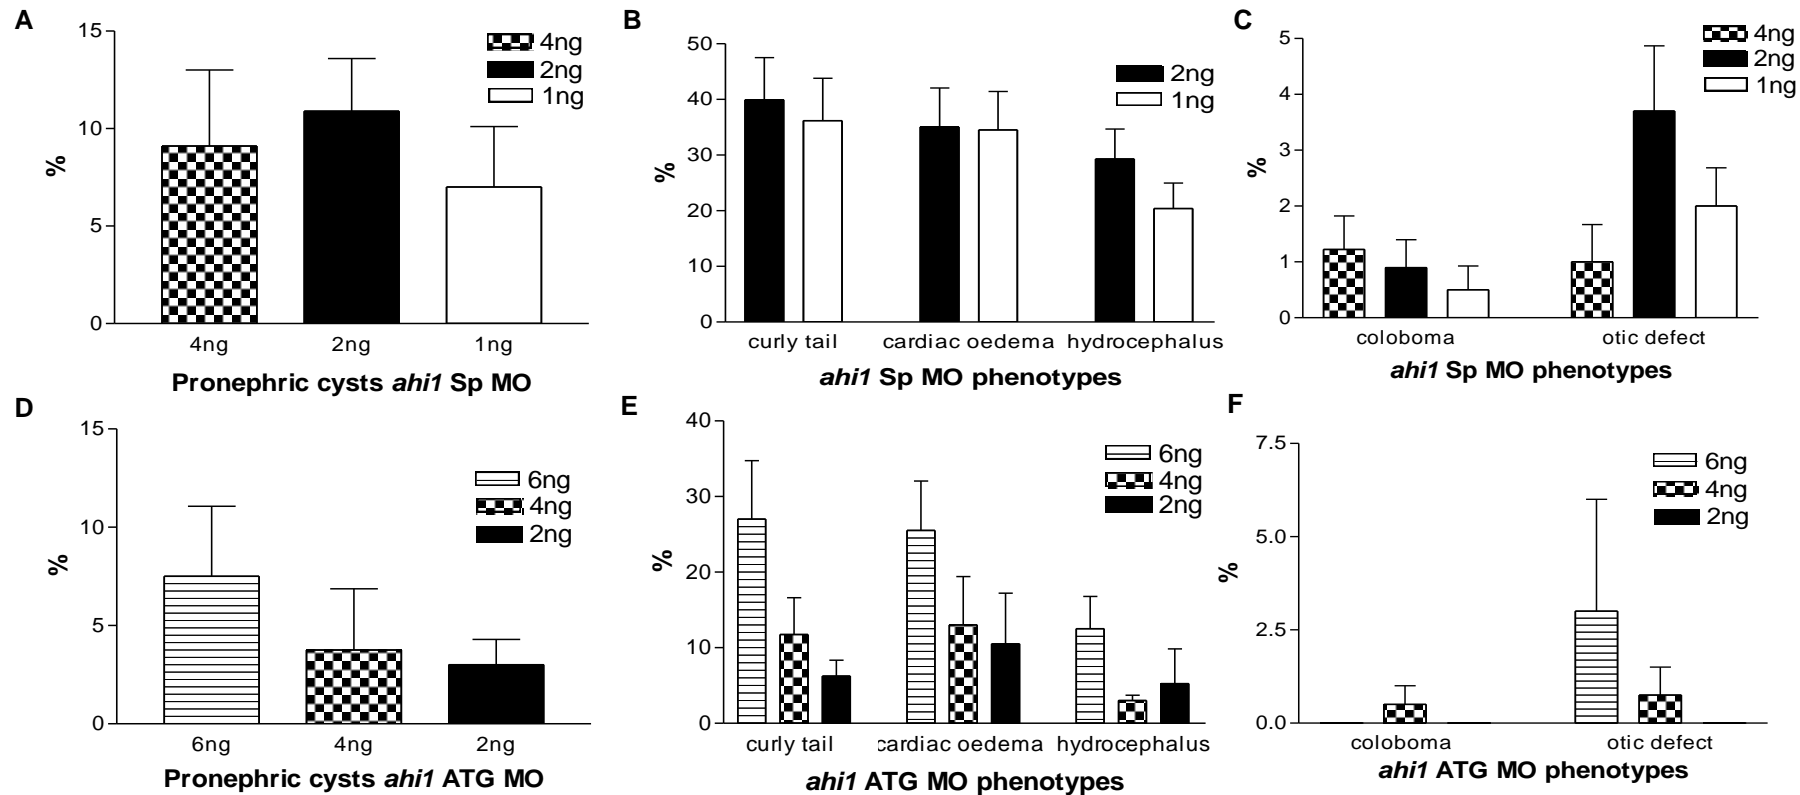 A
15
10
5
0
%
4ng
2ng
1ng
4ng
2ng
1ng
Pronephric cysts ahi1 Sp MO
B
50
40
30
20
10
0
%
2ng
1ng
curly tail
cardiac oedema
hydrocephalus
ahi1 Sp MO phenotypes
C
5
4
3
2
1
0
%
4ng
2ng
1ng
coloboma
otic defect
ahi1 Sp MO phenotypes
D
15
10
5
0
%
6ng
4ng
2ng
6ng
4ng
2ng
Pronephric cysts ahi1 ATG MO
E
40
30
20
10
0
%
6ng
4ng
2ng
curly tail
cardiac oedema
hydrocephalus
ahi1 ATG MO phenotypes
F
7.5
5.0
2.5
0.0
%
6ng
4ng
2ng
coloboma
otic defect
ahi1 ATG MO phenotypes